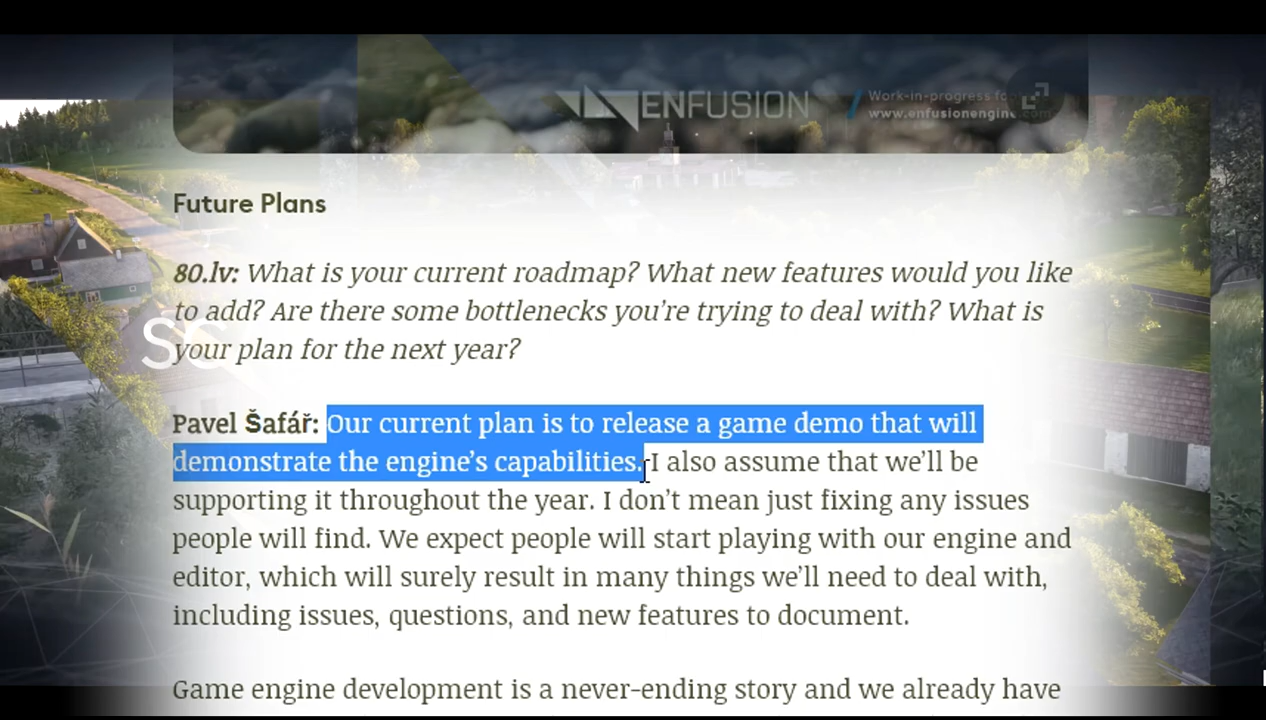 ENFUSION
Work-in-progress fo
www.enfusionengine.com
Future Plans
80.lv: What is your current roadmap? What new features would you like
to add? Are there some bottlenecks you're trying to deal with? What is
your plan for the next year?
SC
Pavel Šafář: Our current plan is to release a game demo that will
demonstrate the engine's capabilities. I also assume that we'll be
supporting it throughout the year. I don't mean just fixing any issues
people will find. We expect people will start playing with our engine and
editor, which will surely result in many things we'll need to deal with,
including issues, questions, and new features to document.
Game engine development is a never-ending story and we already have